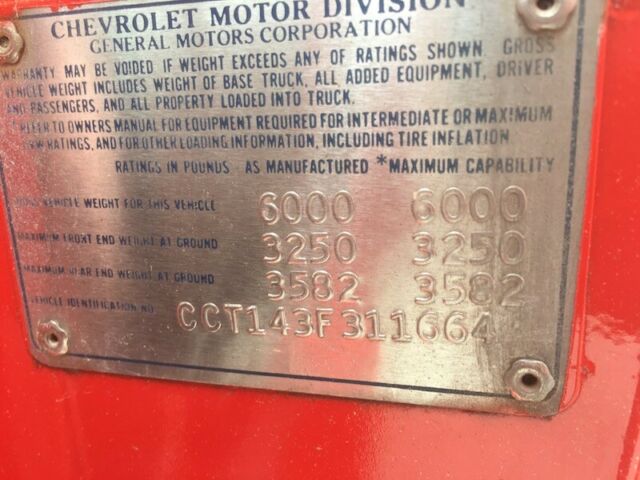 CHEVROLET MOTOR DIVISION
GENERAL MOTORS CORPORATION
WARRANTY MAY BE VOIDED IF WEIGHT EXCEEDS ANY OF RATINGS SHOWN. GROSS
VEHICLE WEIGHT INCLUDES WEIGHT OF BASE TRUCK, ALL ADDED EQUIPMENT, DRIVER
AND PASSENGERS, AND ALL PROPERTY LOADED INTO TRUCK.
REFER TO OWNERS MANUAL FOR EQUIPMENT REQUIRED FOR INTERMEDIATE OR MAXIMUM
RATINGS, AND FOR OTHER LOADING INFORMATION, INCLUDING TIRE INFLATION
RATINGS IN POUNDS AS MANUFACTURED *MAXIMUM CAPABILITY
VEHICLE WEIGHT FOR THIS VEHICLE 6000 6000
MAXIMUM FRONT END WEIGHT AT GROUND 3250 3250
MAXIMUM REAR END WEIGHT AT GROUND 3582 3582
VEHICLE IDENTIFICATION NO. CCT143F311664